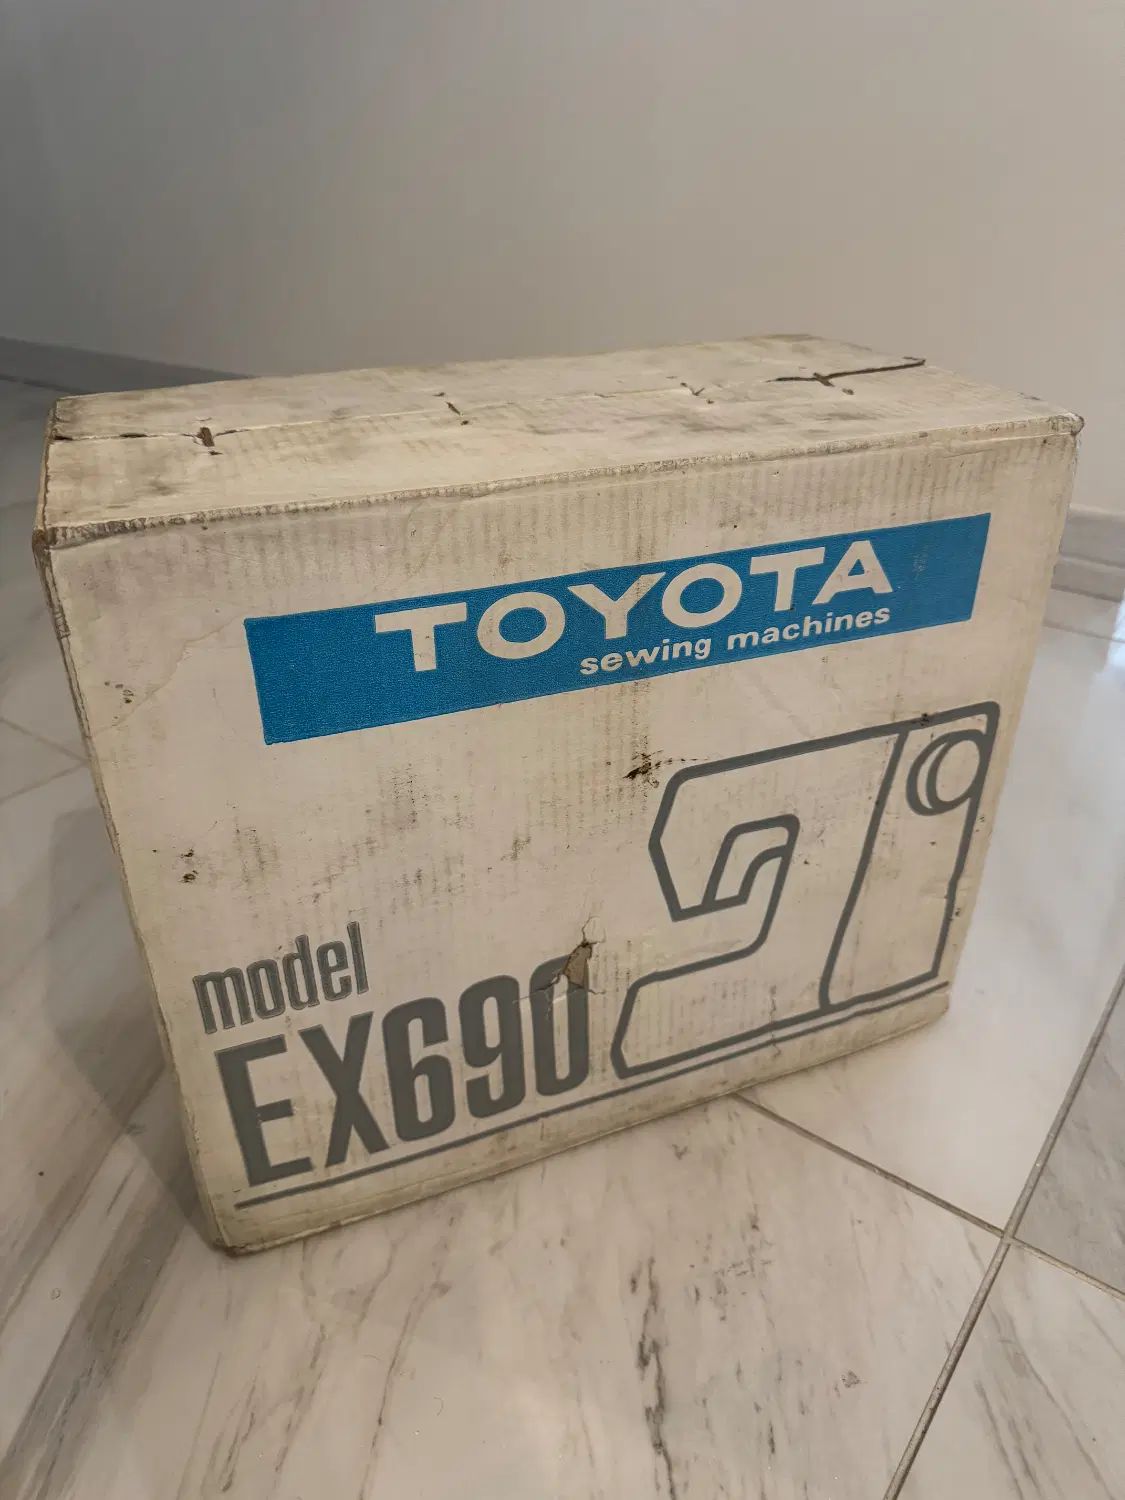 TOYOTA
sewing machines
model
EX690